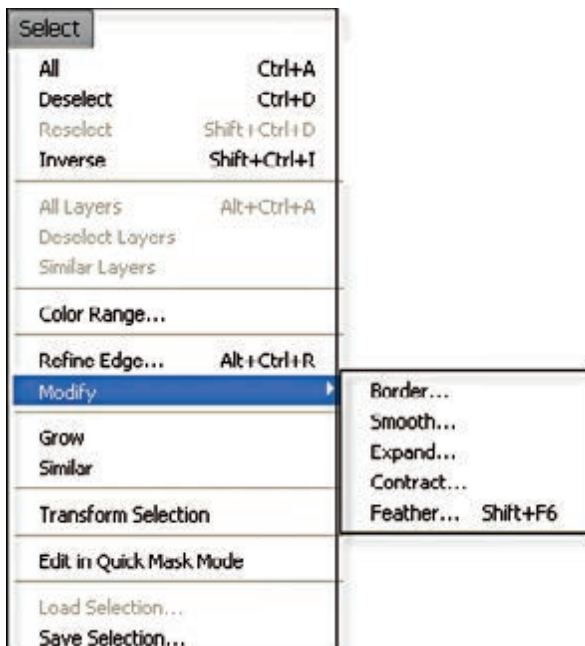 Select
All Ctrl+A
Deselect Ctrl+D
Reselect Shift+Ctrl+D
Inverse Shift+Ctrl+I
All Layers Alt+Ctrl+A
Deselect Layers
Similar Layers
Color Range...
Refine Edge... Alt+Ctrl+R
Modify
Grow
Similar
Transform Selection
Edit in Quick Mask Mode
Load Selection...
Save Selection...
Border...
Smooth...
Expand...
Contract...
Feather... Shift+F6